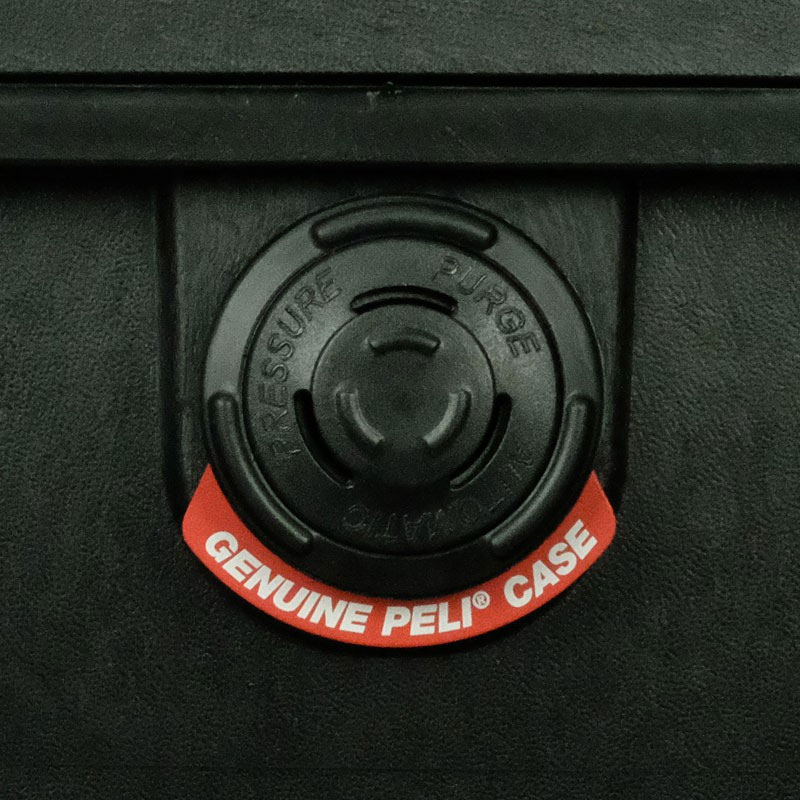 PRESSURE
PURGE
AUTOMATIC
GENUINE PELI® CASE